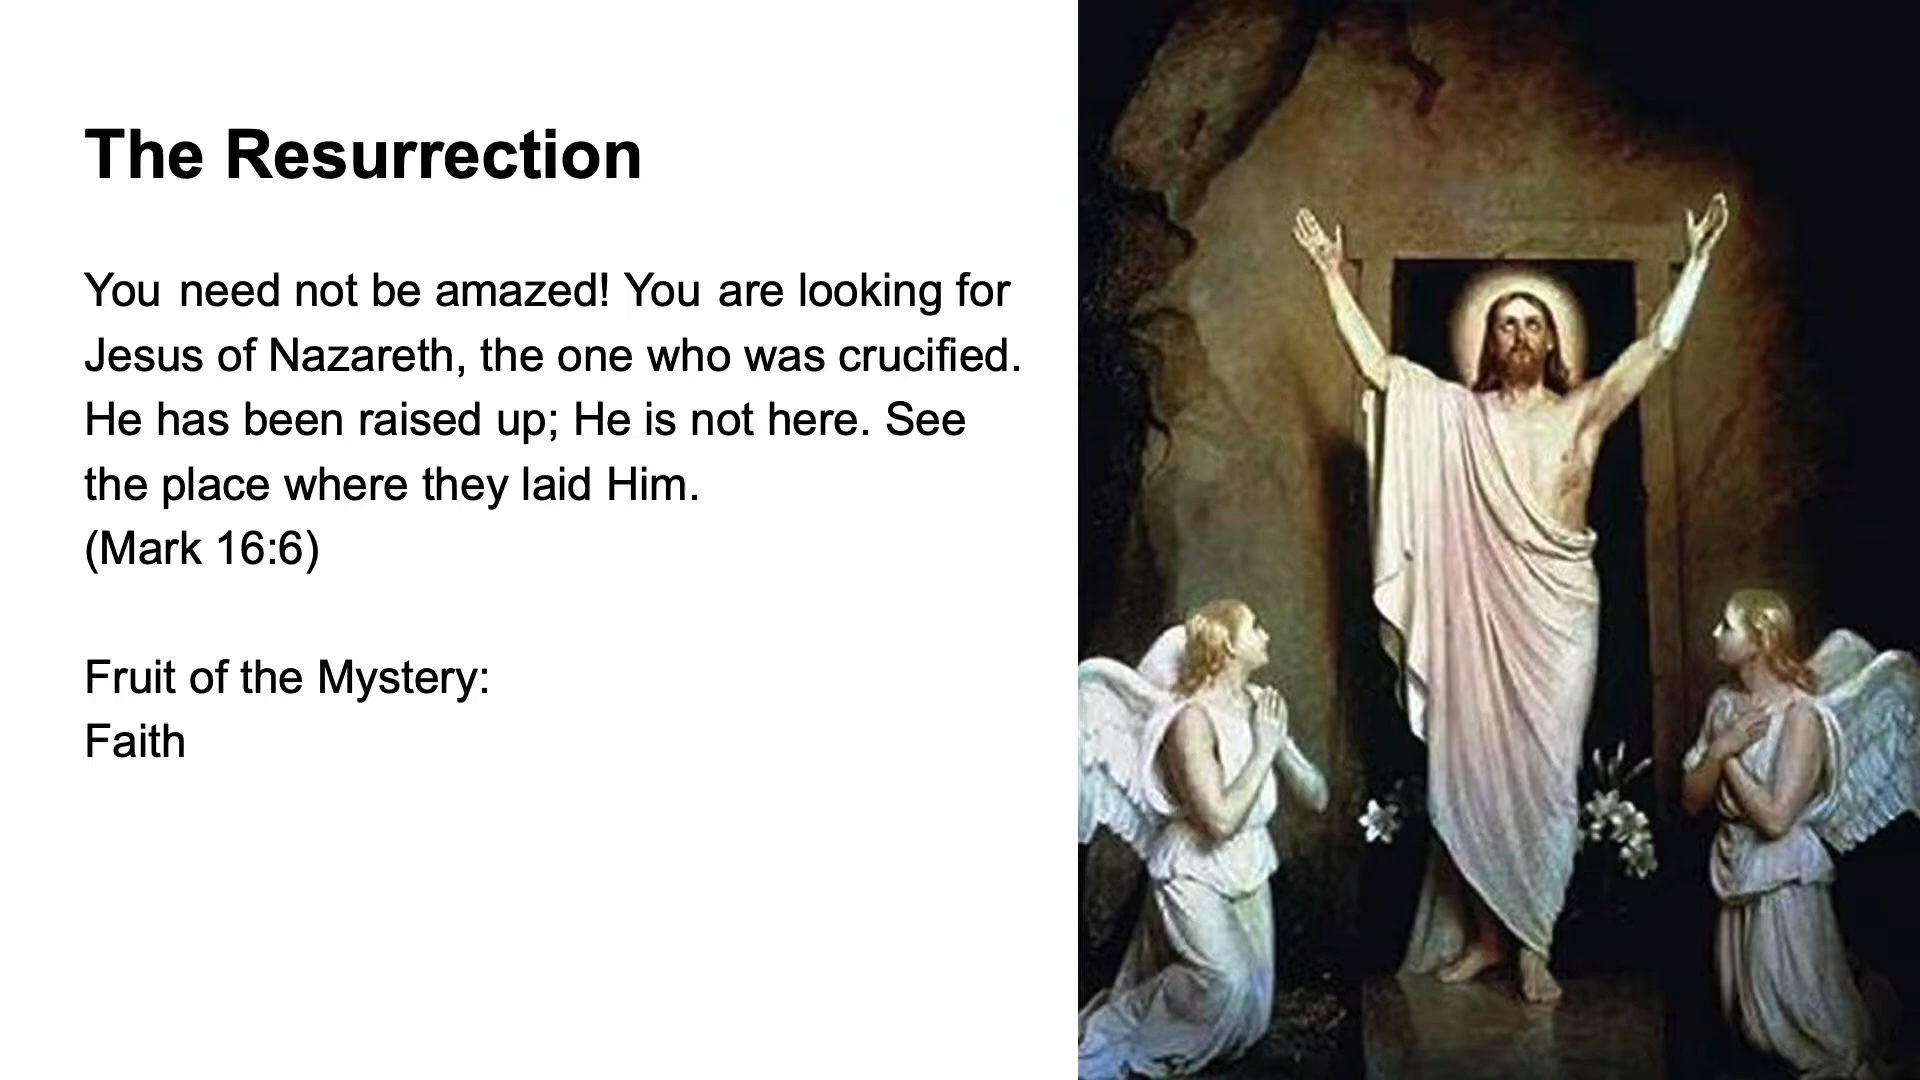 The Resurrection
You need not be amazed! You are looking for
Jesus of Nazareth, the one who was crucified.
He has been raised up; He is not here. See
the place where they laid Him.
(Mark 16:6)
Fruit of the Mystery:
Faith